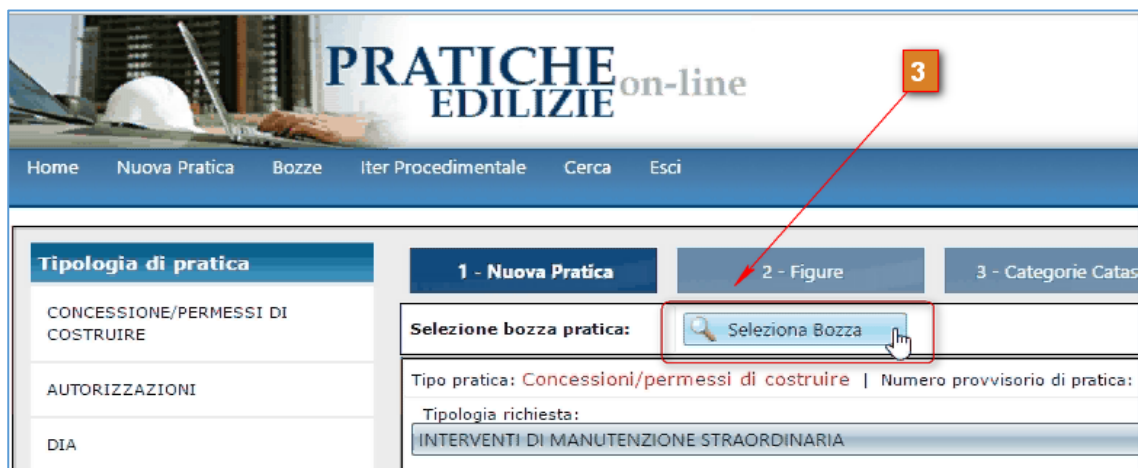 PRATICHE
EDILIZIE on-line
3
Home Nuova Pratica Bozze Iter Procedimentale Cerca Esci
Tipologia di pratica
CONCESSIONE/PERMESSI DI
COSTRUIRE
AUTORIZZAZIONI
DIA
1 - Nuova Pratica 2 - Figure 3 - Categorie Catas
Selezione bozza pratica: Seleziona Bozza
Tipo pratica: Concessioni/permessi di costruire | Numero provvisorio di pratica:
Tipologia richiesta:
INTERVENTI DI MANUTENZIONE STRAORDINARIA